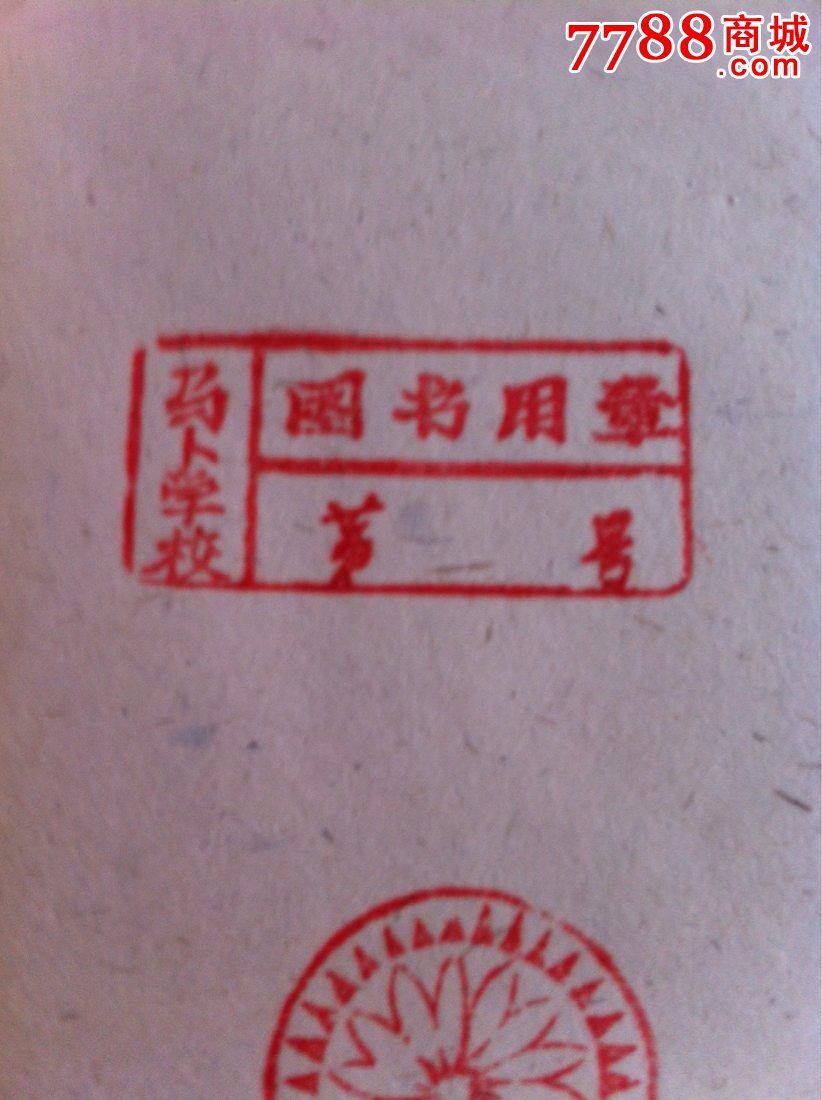 7788商城
.com
马卜学校
图书用章
第 号